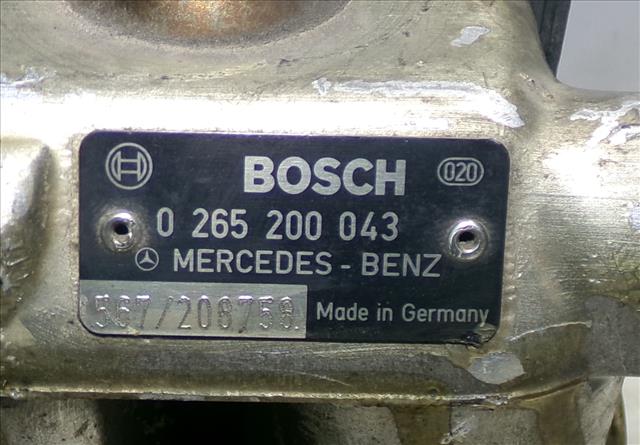 BOSCH 020
0 265 200 043
MERCEDES - BENZ
567/208758 Made in Germany